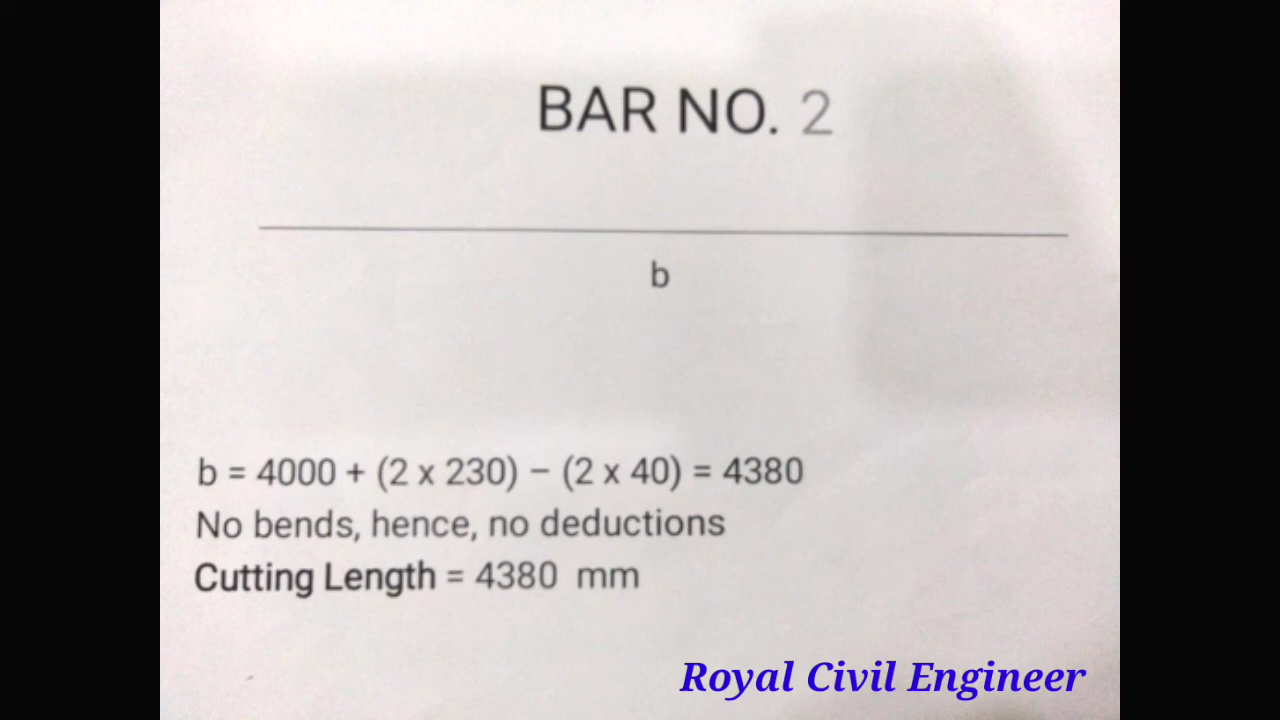 BAR NO. 2
b
b = 4000 + (2 x 230) – (2 x 40) = 4380
No bends, hence, no deductions
Cutting Length = 4380 mm
Royal Civil Engineer